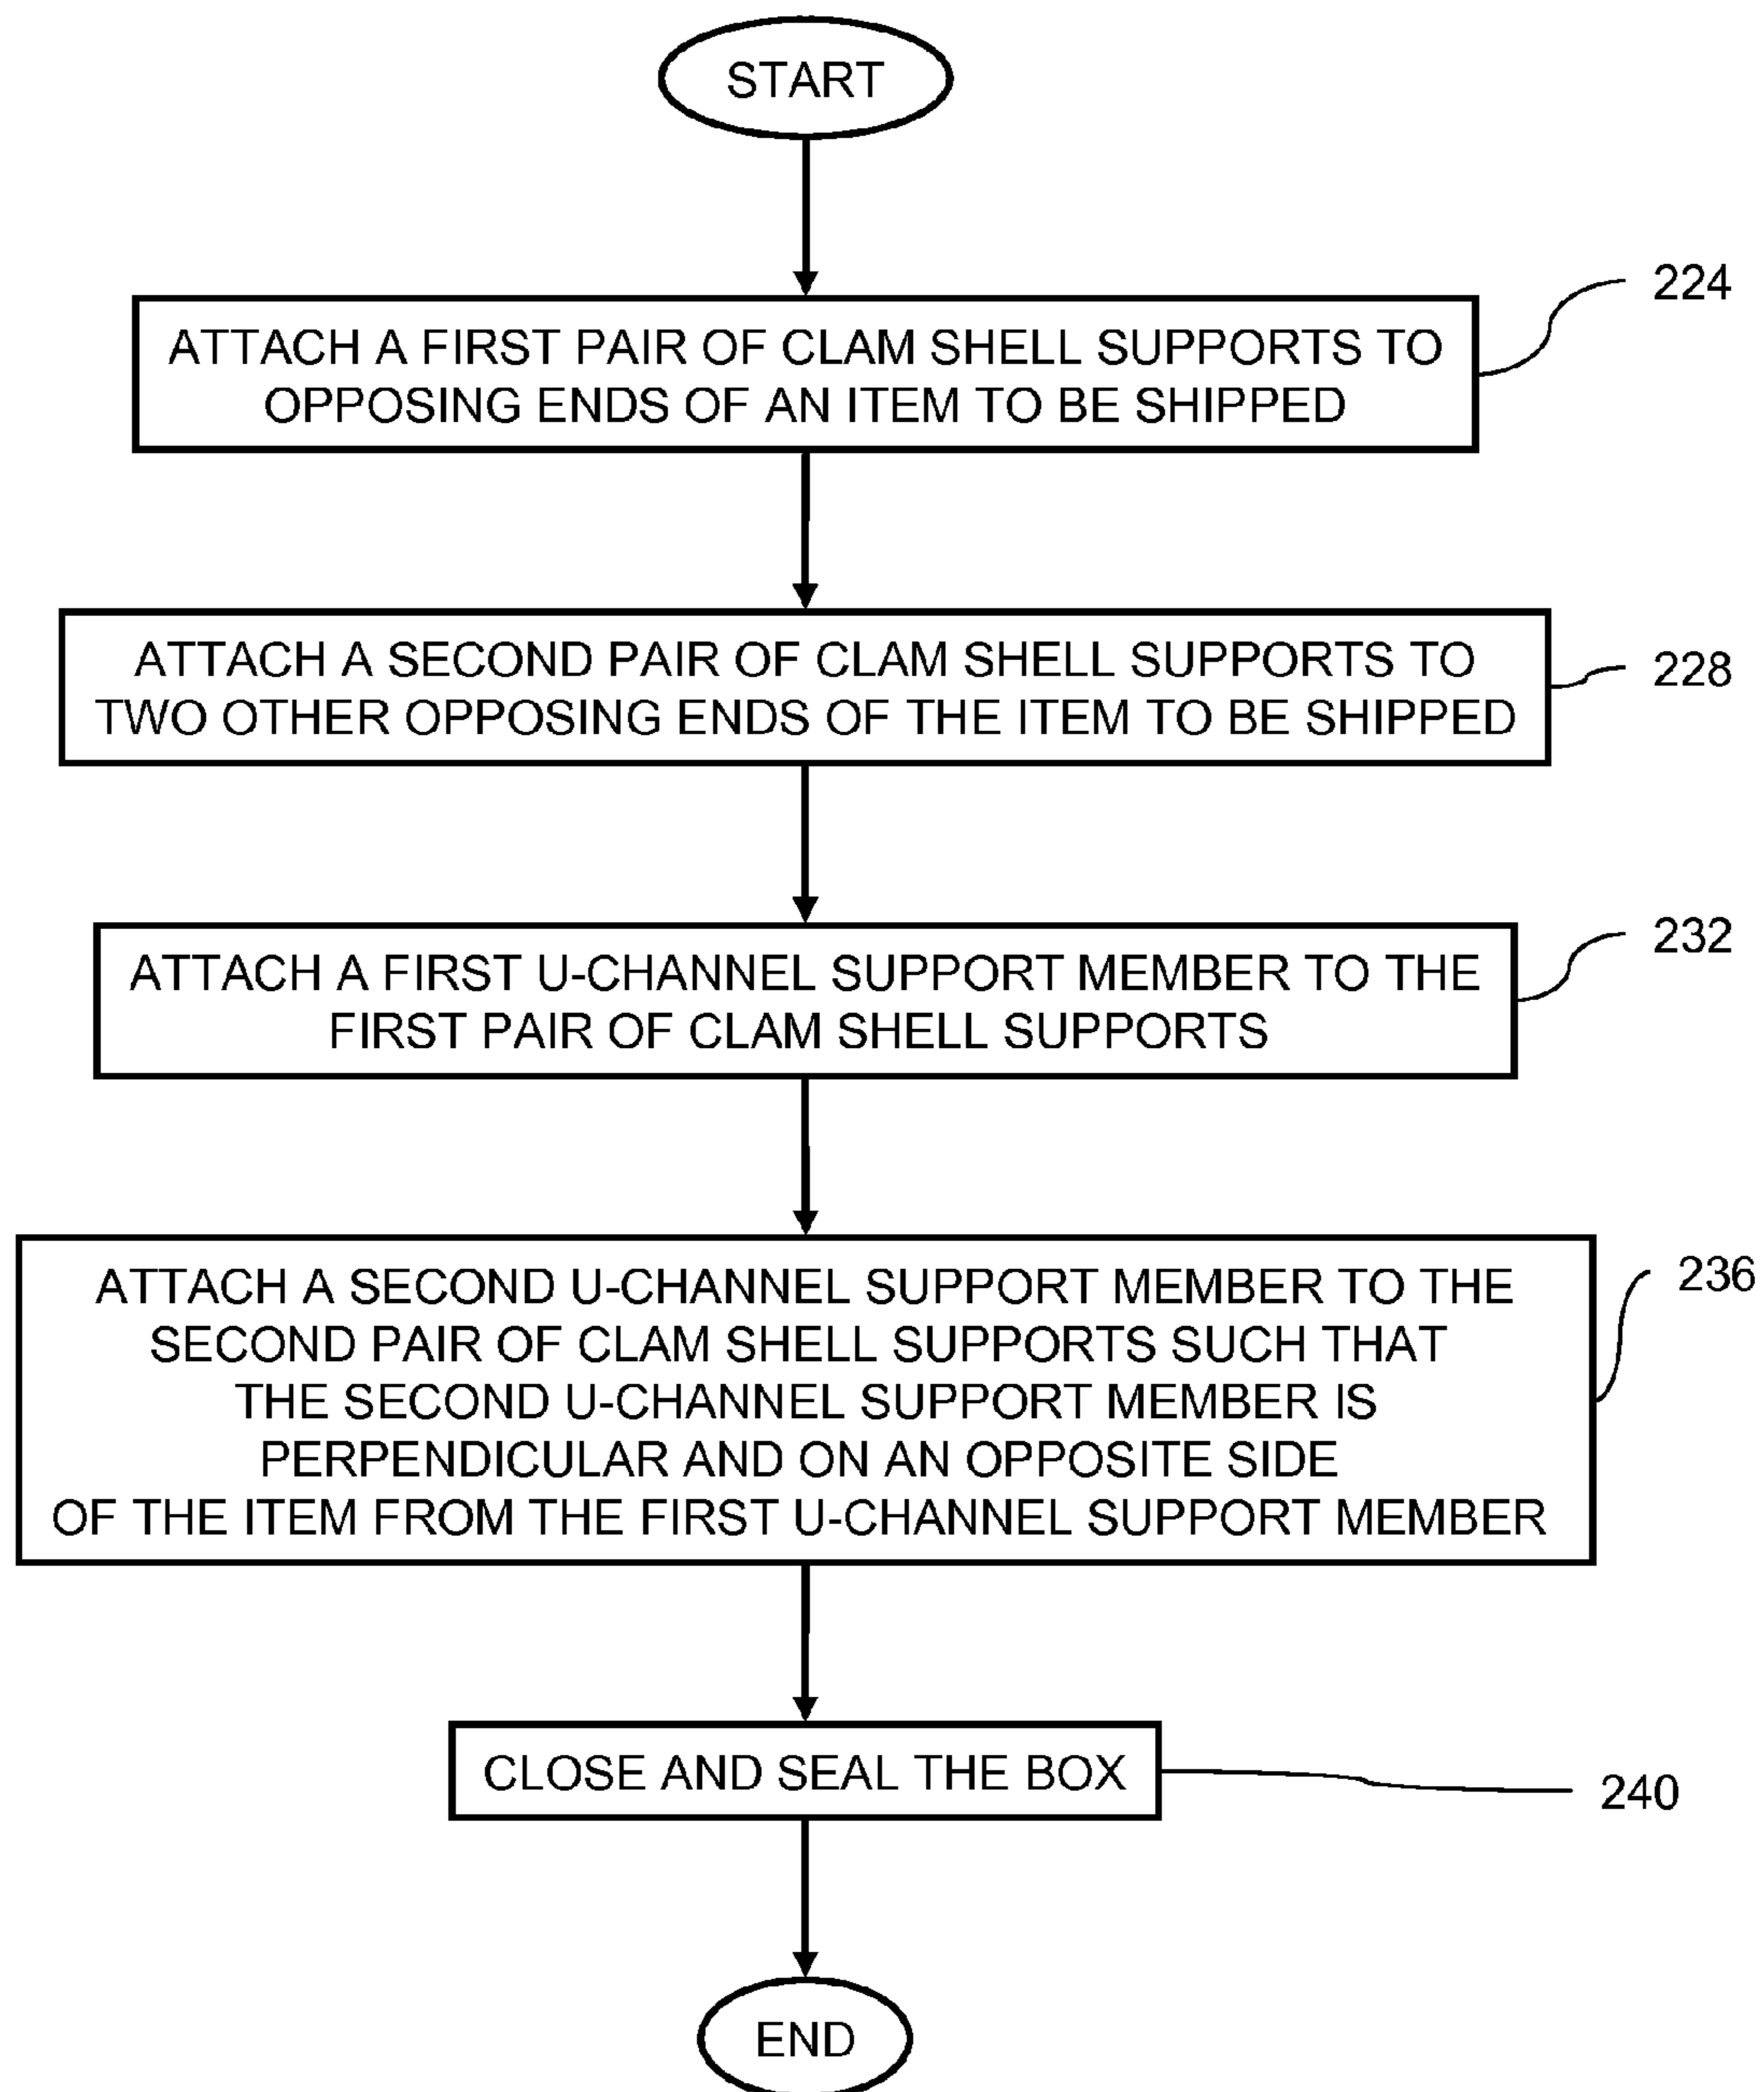 START
224
ATTACH A FIRST PAIR OF CLAM SHELL SUPPORTS TO
OPPOSING ENDS OF AN ITEM TO BE SHIPPED
ATTACH A SECOND PAIR OF CLAM SHELL SUPPORTS TO
TWO OTHER OPPOSING ENDS OF THE ITEM TO BE SHIPPED
228
232
ATTACH A FIRST U-CHANNEL SUPPORT MEMBER TO THE
FIRST PAIR OF CLAM SHELL SUPPORTS
236
ATTACH A SECOND U-CHANNEL SUPPORT MEMBER TO THE
SECOND PAIR OF CLAM SHELL SUPPORTS SUCH THAT
THE SECOND U-CHANNEL SUPPORT MEMBER IS
PERPENDICULAR AND ON AN OPPOSITE SIDE
OF THE ITEM FROM THE FIRST U-CHANNEL SUPPORT MEMBER
CLOSE AND SEAL THE BOX
240
END